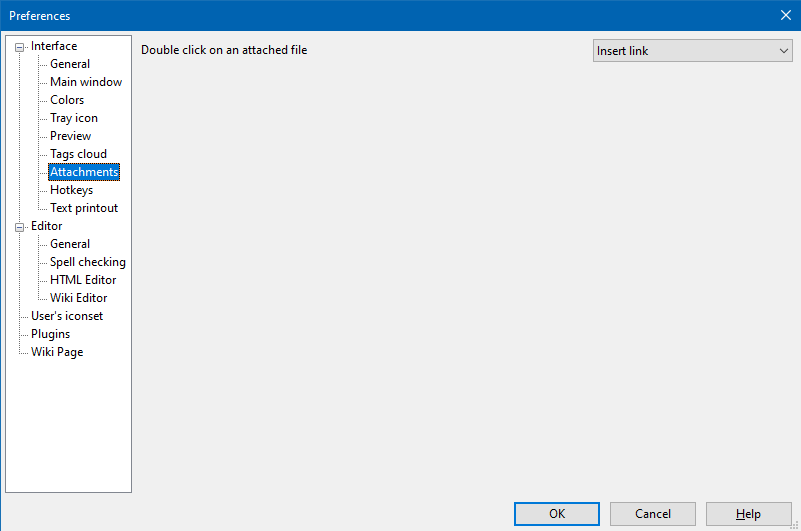 Preferences
Interface
General
Main window
Colors
Tray icon
Preview
Tags cloud
Attachments
Hotkeys
Text printout
Editor
General
Spell checking
HTML Editor
Wiki Editor
User's iconset
Plugins
Wiki Page
Double click on an attached file
Insert link
OK
Cancel
Help